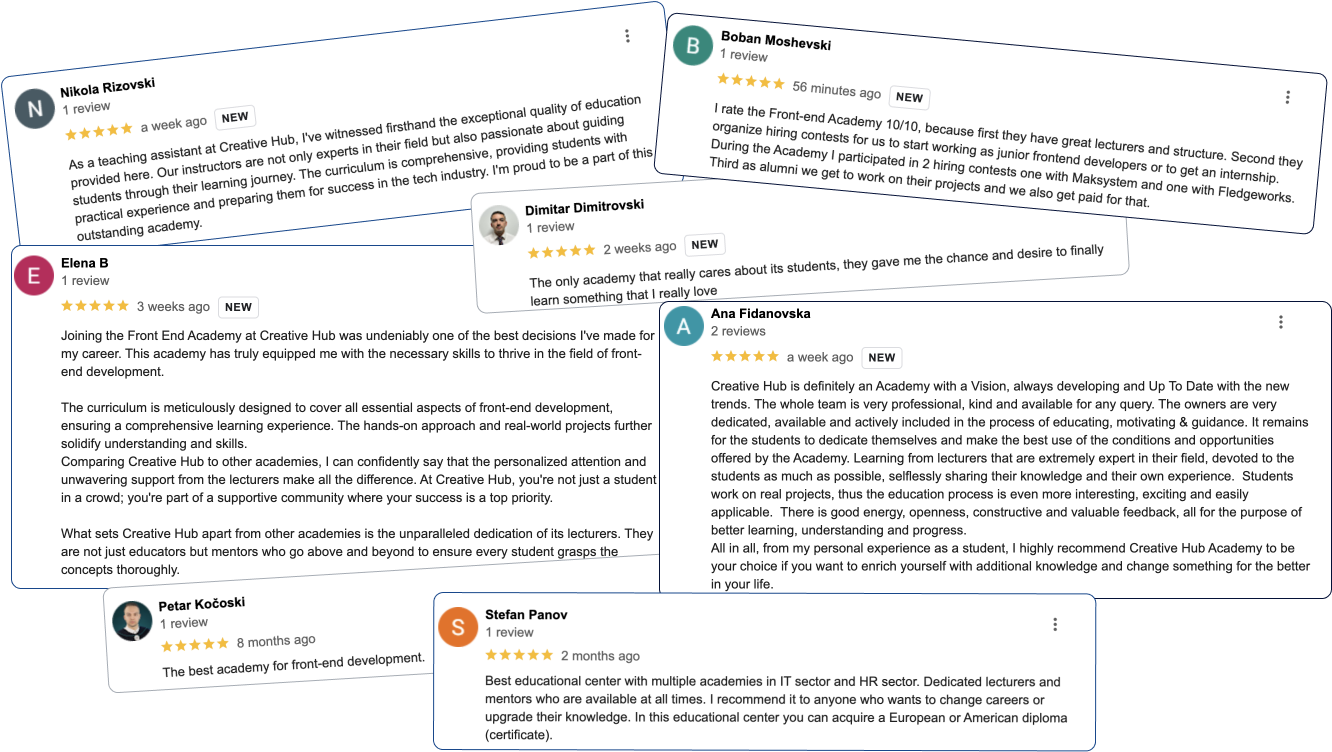 N
Nikola Rizovski
1 review
a week ago NEW
As a teaching assistant at Creative Hub, I've witnessed firsthand the exceptional quality of education
provided here. Our instructors are not only experts in their field but also passionate about guiding
students through their learning journey. The curriculum is comprehensive, providing students with
practical experience and preparing them for success in the tech industry. I'm proud to be a part of this
outstanding academy.
B
Boban Moshevski
1 review
56 minutes ago NEW
I rate the Front-end Academy 10/10, because first they have great lecturers and structure. Second they
organize hiring contests for us to start working as junior frontend developers or to get an internship.
During the Academy I participated in 2 hiring contests one with Maksystem and one with Fledgeworks.
Third as alumni we get to work on their projects and we also get paid for that.
Dimitar Dimitrovski
1 review
2 weeks ago NEW
The only academy that really cares about its students, they gave me the chance and desire to finally
learn something that I really love
E
Elena B
1 review
3 weeks ago NEW
Joining the Front End Academy at Creative Hub was undeniably one of the best decisions I've made for
my career. This academy has truly equipped me with the necessary skills to thrive in the field of front-
end development.
The curriculum is meticulously designed to cover all essential aspects of front-end development,
ensuring a comprehensive learning experience. The hands-on approach and real-world projects further
solidify understanding and skills.
Comparing Creative Hub to other academies, I can confidently say that the personalized attention and
unwavering support from the lecturers make all the difference. At Creative Hub, you're not just a student
in a crowd; you're part of a supportive community where your success is a top priority.
What sets Creative Hub apart from other academies is the unparalleled dedication of its lecturers. They
are not just educators but mentors who go above and beyond to ensure every student grasps the
concepts thoroughly.
A
Ana Fidanovska
2 reviews
a week ago NEW
Creative Hub is definitely an Academy with a Vision, always developing and Up To Date with the new
trends. The whole team is very professional, kind and available for any query. The owners are very
dedicated, available and actively included in the process of educating, motivating & guidance. It remains
for the students to dedicate themselves and make the best use of the conditions and opportunities
offered by the Academy. Learning from lecturers that are extremely expert in their field, devoted to the
students as much as possible, selflessly sharing their knowledge and their own experience.  Students
work on real projects, thus the education process is even more interesting, exciting and easily
applicable.  There is good energy, openness, constructive and valuable feedback, all for the purpose of
better learning, understanding and progress.
All in all, from my personal experience as a student, I highly recommend Creative Hub Academy to be
your choice if you want to enrich yourself with additional knowledge and change something for the better
in your life.
Petar Kočoski
1 review
8 months ago
The best academy for front-end development.
S
Stefan Panov
1 review
2 months ago
Best educational center with multiple academies in IT sector and HR sector. Dedicated lecturers and
mentors who are available at all times. I recommend it to anyone who wants to change careers or
upgrade their knowledge. In this educational center you can acquire a European or American diploma
(certificate).